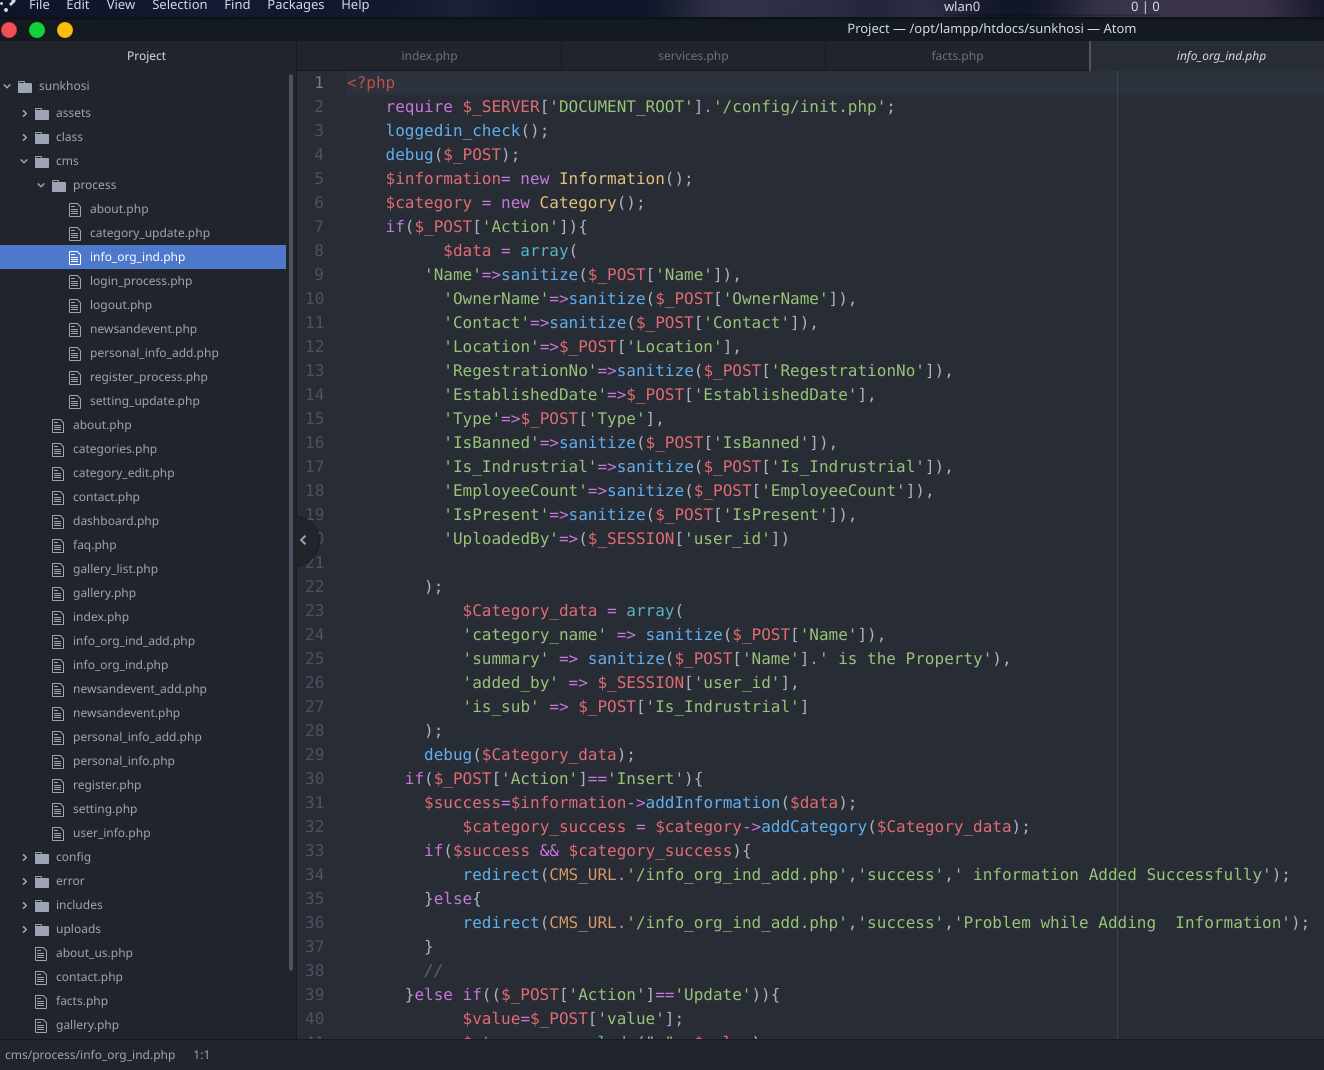 File Edit View Selection Find Packages Help wlan0 0 | 0
Project — /opt/lampp/htdocs/sunkhosi — Atom
Project
index.php services.php facts.php info_org_ind.php
sunkhosi
assets
class
cms
process
about.php
category_update.php
info_org_ind.php
login_process.php
logout.php
newsandevent.php
personal_info_add.php
register_process.php
setting_update.php
about.php
categories.php
category_edit.php
contact.php
dashboard.php
faq.php
gallery_list.php
gallery.php
index.php
info_org_ind_add.php
info_org_ind.php
newsandevent_add.php
newsandevent.php
personal_info_add.php
personal_info.php
register.php
setting.php
user_info.php
config
error
includes
uploads
about_us.php
contact.php
facts.php
gallery.php
1 <?php
2 require $_SERVER['DOCUMENT_ROOT'].'/config/init.php';
3 loggedin_check();
4 debug($_POST);
5 $information= new Information();
6 $category = new Category();
7 if($_POST['Action']){
8 $data = array(
9 'Name'=>sanitize($_POST['Name']),
10 'OwnerName'=>sanitize($_POST['OwnerName']),
11 'Contact'=>sanitize($_POST['Contact']),
12 'Location'=>$_POST['Location'],
13 'RegestrationNo'=>sanitize($_POST['RegestrationNo']),
14 'EstablishedDate'=>$_POST['EstablishedDate'],
15 'Type'=>$_POST['Type'],
16 'IsBanned'=>sanitize($_POST['IsBanned']),
17 'Is_Indrustrial'=>sanitize($_POST['Is_Indrustrial']),
18 'EmployeeCount'=>sanitize($_POST['EmployeeCount']),
19 'IsPresent'=>sanitize($_POST['IsPresent']),
'UploadedBy'=>($_SESSION['user_id'])
21
22 );
23 $Category_data = array(
24 'category_name' => sanitize($_POST['Name']),
25 'summary' => sanitize($_POST['Name'].' is the Property'),
26 'added_by' => $_SESSION['user_id'],
27 'is_sub' => $_POST['Is_Indrustrial']
28 );
29 debug($Category_data);
30 if($_POST['Action']=='Insert'){
31 $success=$information->addInformation($data);
32 $category_success = $category->addCategory($Category_data);
33 if($success && $category_success){
34 redirect(CMS_URL.'/info_org_ind_add.php','success',' information Added Successfully');
35 }else{
36 redirect(CMS_URL.'/info_org_ind_add.php','success','Problem while Adding  Information');
37 }
38 //
39 }else if(($_POST['Action']=='Update')){
40 $value=$_POST['value'];
cms/process/info_org_ind.php 1:1